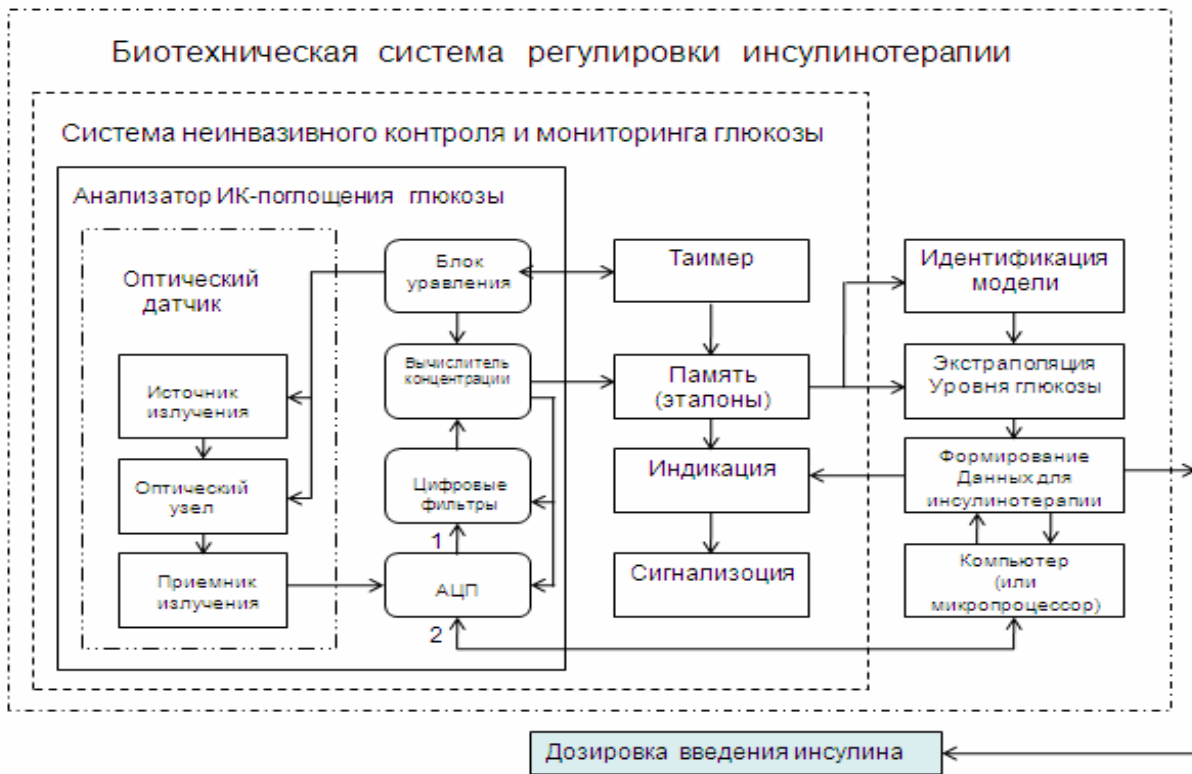 Биотехническая система регулировки инсулинотерапии
Система неинвазивного контроля и мониторинга глюкозы
Анализатор ИК-поглощения глюкозы
Оптический
датчик
Источник
излучения
Оптический
узел
Приемник
излучения
Блок
уравления
Вычислитель
концентрации
Цифровые
фильтры
1
АЦП
2
Таимер
Память
(эталоны)
Индикация
Сигнализоция
Идентификация
модели
Экстраполяция
Уровня глюкозы
Формирование
Данных для
инсулинотерапии
Компьютер
(или
микропроцессор)
Дозировка введения инсулина